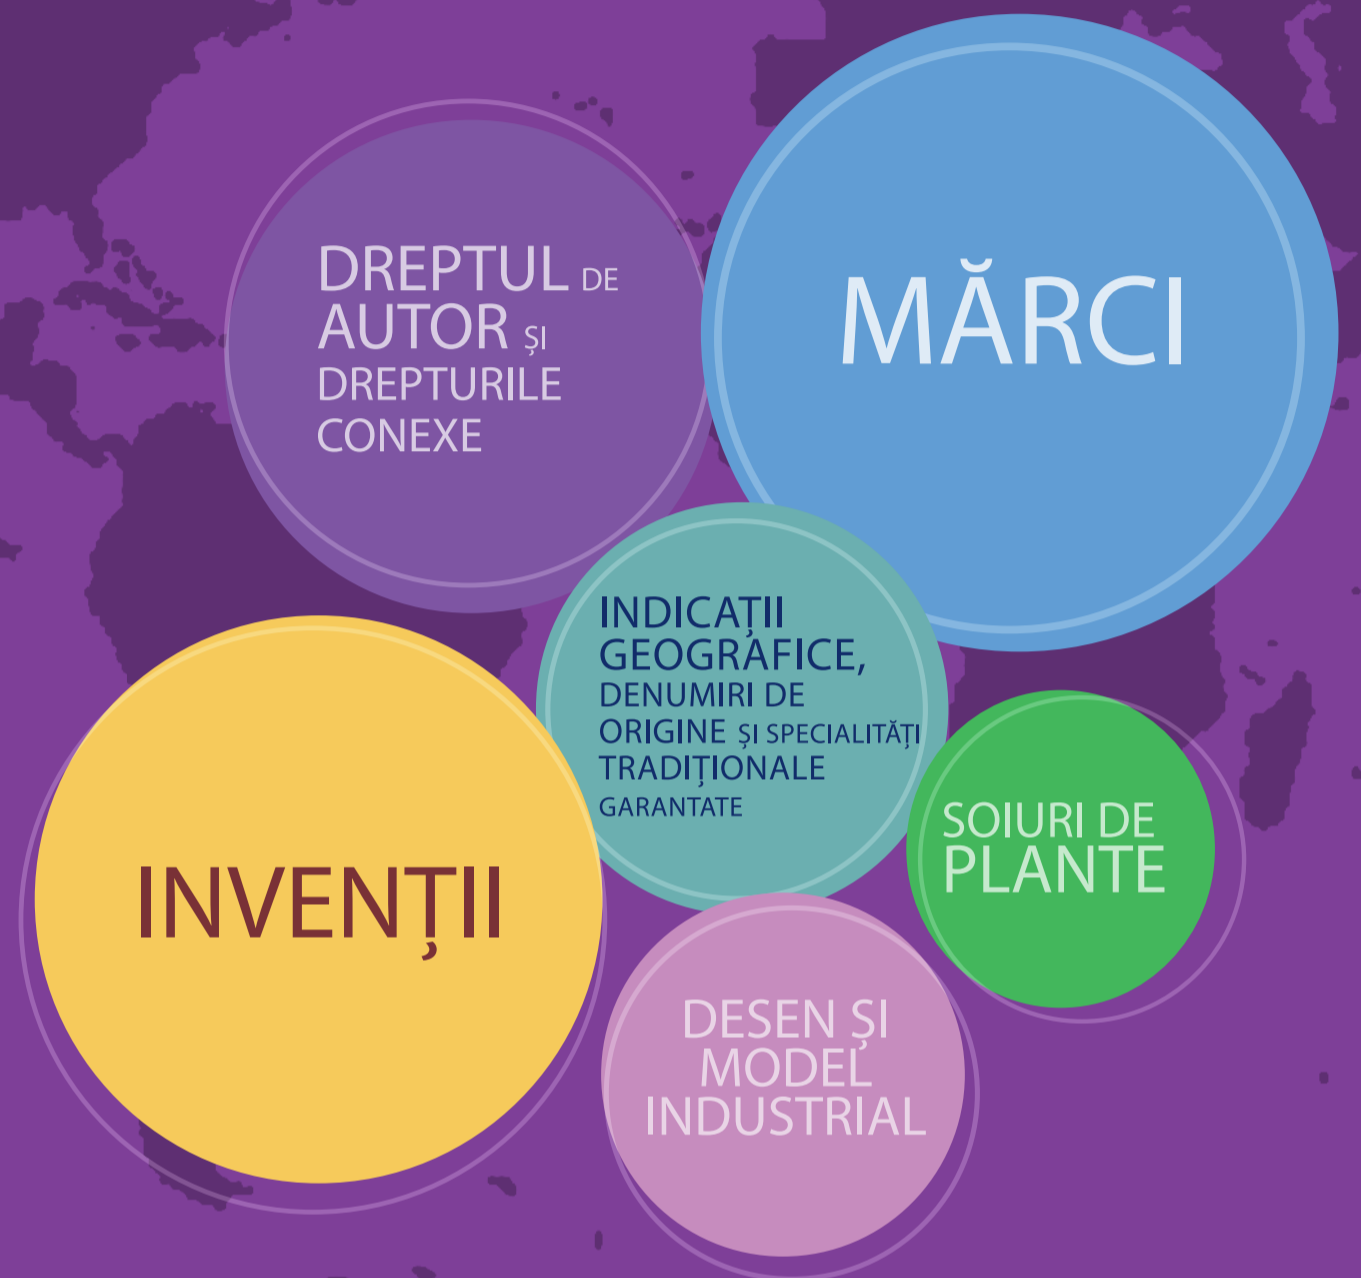 DREPTUL DE
AUTOR ȘI
DREPTURILE
CONEXE
MĂRCI
INDICAȚII
GEOGRAFICE,
DENUMIRI DE
ORIGINE ȘI SPECIALITĂȚI
TRADIȚIONALE
GARANTATE
INVENȚII
SOIURI DE
PLANTE
DESEN ȘI
MODEL
INDUSTRIAL